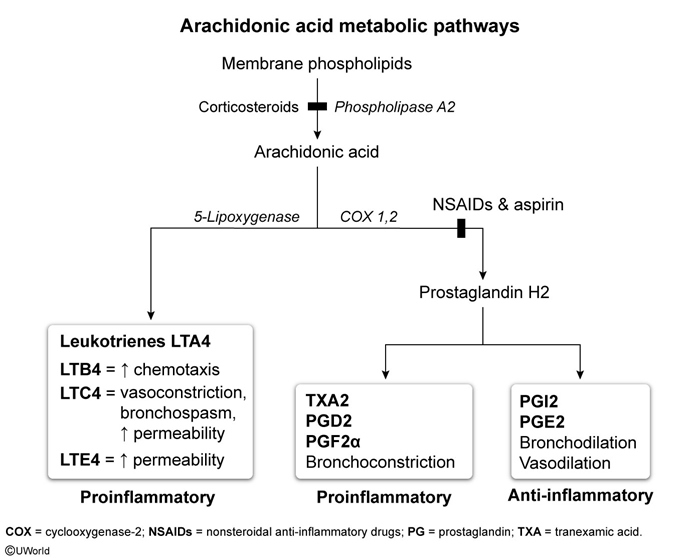 Arachidonic acid metabolic pathways
Membrane phospholipids
Corticosteroids
Phospholipase A2
Arachidonic acid
5-Lipoxygenase
COX 1,2
NSAIDs & aspirin
Prostaglandin H2
Leukotrienes LTA4
LTB4 = ↑ chemotaxis
LTC4 = vasoconstriction,
bronchospasm,
↑ permeability
LTE4 = ↑ permeability
Proinflammatory
TXA2
PGD2
PGF2α
Bronchoconstriction
Proinflammatory
PGI2
PGE2
Bronchodilation
Vasodilation
Anti-inflammatory
COX = cyclooxygenase-2; NSAIDs = nonsteroidal anti-inflammatory drugs; PG = prostaglandin; TXA = tranexamic acid.
©UWorld